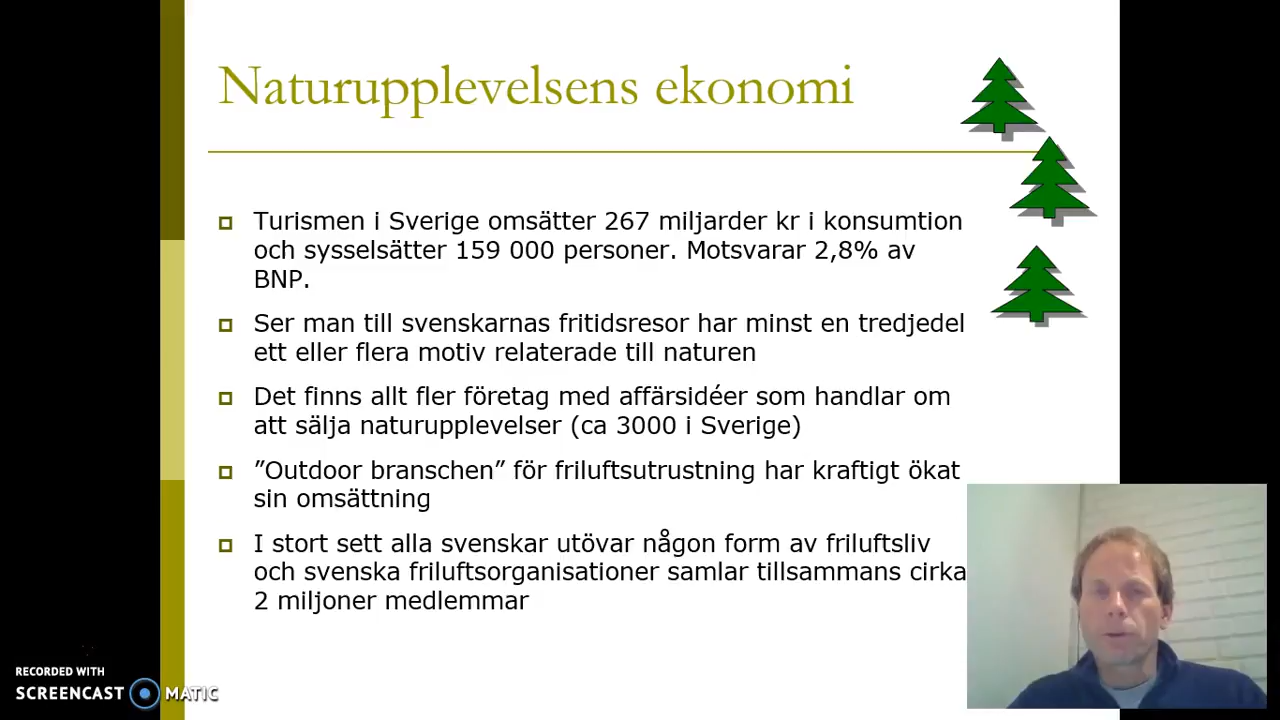 Naturupplevelsens ekonomi
Turismen i Sverige omsätter 267 miljarder kr i konsumtion
och sysselsätter 159 000 personer. Motsvarar 2,8% av
BNP.
Ser man till svenskarnas fritidsresor har minst en tredjedel
ett eller flera motiv relaterade till naturen
Det finns allt fler företag med affärsidéer som handlar om
att sälja naturupplevelser (ca 3000 i Sverige)
”Outdoor branschen” för friluftsutrustning har kraftigt ökat
sin omsättning
I stort sett alla svenskar utövar någon form av friluftsliv
och svenska friluftsorganisationer samlar tillsammans cirka
2 miljoner medlemmar
RECORDED WITH
SCREENCAST MATIC